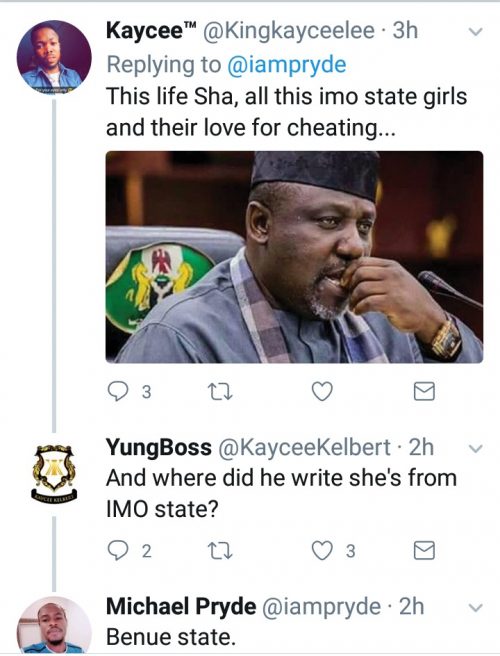 Kaycee™ @Kingkayceelee · 3h
Replying to @iampryde
This life Sha, all this imo state girls
and their love for cheating...
3
YungBoss @KayceeKelbert · 2h
And where did he write she's from
IMO state?
2 3
KAYCEE KELBERT
Michael Pryde @iampryde · 2h
Benue state.